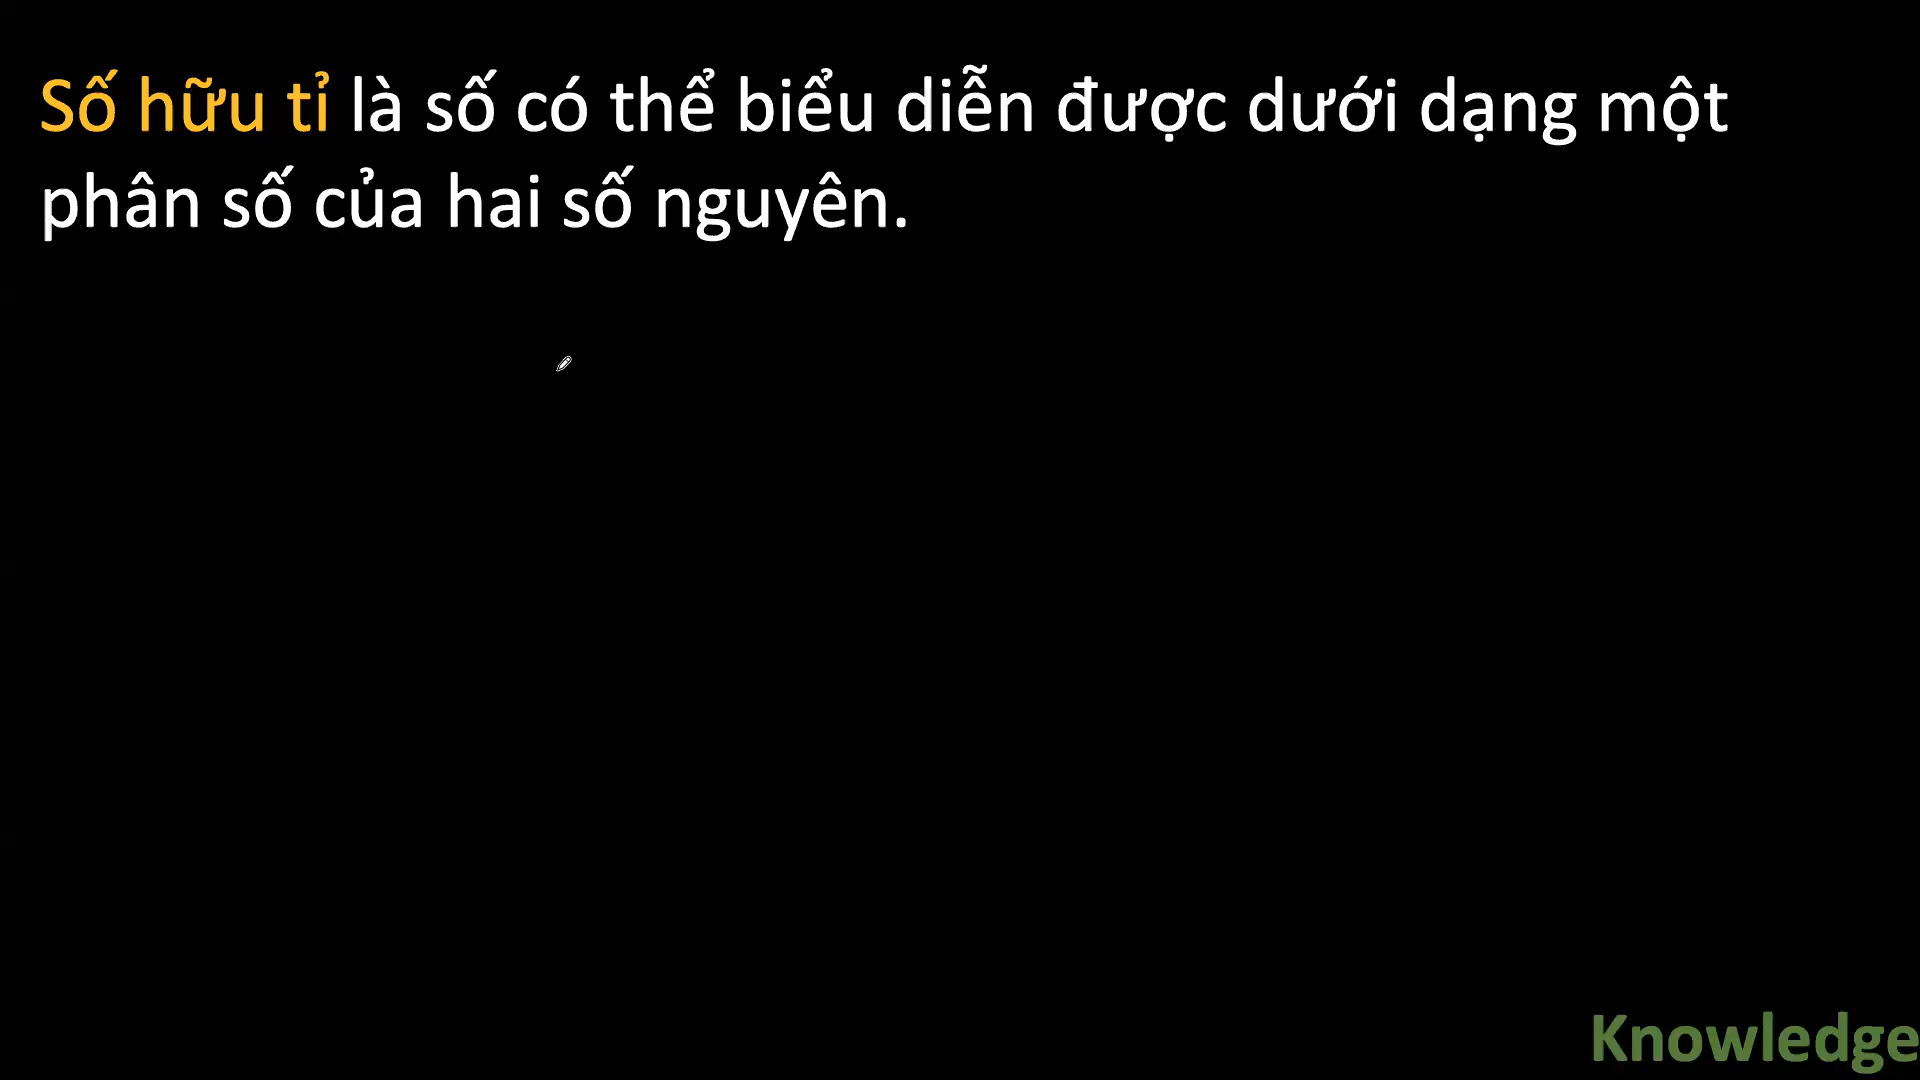 Số hữu tỉ là số có thể biểu diễn được dưới dạng một
phân số của hai số nguyên.
Knowledge